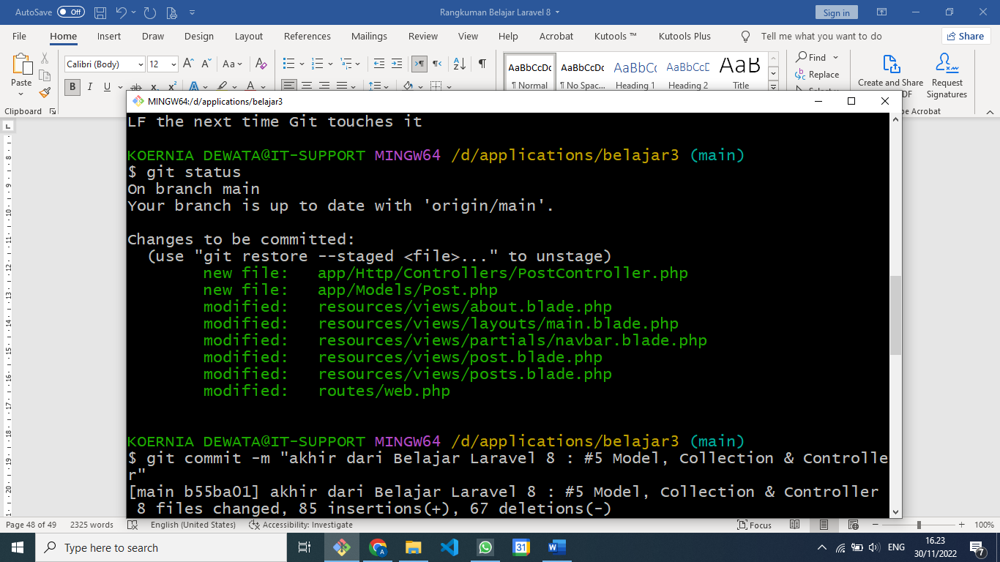 AutoSave Off
Rangkuman Belajar Laravel 8
Sign in
File Home Insert Draw Design Layout References Mailings Review View Help Acrobat Kutools ™ Kutools Plus Tell me what you want to do Share
Paste
Clipboard
Calibri (Body) 12
B I U ab x x A A
AaBbCcDc AaBbCcDc AaBbCc AaBbCcD AaB
¶ Normal ¶ No Spac... Heading 1 Heading 2 Title
Find
Replace
Create and Share
DF
Request
Signatures
be Acrobat
MINGW64:/d/applications/belajar3
LF the next time Git touches it
KOERNIA DEWATA@IT-SUPPORT MINGW64 /d/applications/belajar3 (main)
$ git status
On branch main
Your branch is up to date with 'origin/main'.
Changes to be committed:
(use "git restore --staged <file>..." to unstage)
new file: app/Http/Controllers/PostController.php
new file: app/Models/Post.php
modified: resources/views/about.blade.php
modified: resources/views/layouts/main.blade.php
modified: resources/views/partials/navbar.blade.php
modified: resources/views/post.blade.php
modified: resources/views/posts.blade.php
modified: routes/web.php
KOERNIA DEWATA@IT-SUPPORT MINGW64 /d/applications/belajar3 (main)
$ git commit -m "akhir dari Belajar Laravel 8 : #5 Model, Collection & Controlle
r"
[main b55ba01] akhir dari Belajar Laravel 8 : #5 Model, Collection & Controller
8 files changed, 85 insertions(+), 67 deletions(-)
Page 48 of 49 2325 words English (United States) Accessibility: Investigate Focus 100%
Type here to search
31
ENG
16.23
30/11/2022
7